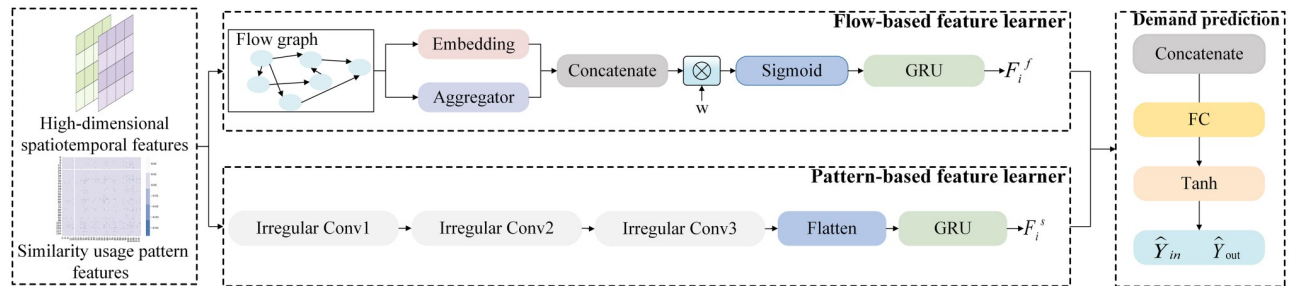 High-dimensional
spatiotemporal features
Similarity usage pattern
features
Flow-based feature learner
Flow graph
Embedding
Aggregator
Concatenate
⊗
w
Sigmoid
GRU
F_i^f
Pattern-based feature learner
Irregular Conv1
Irregular Conv2
Irregular Conv3
Flatten
GRU
F_i^s
Demand prediction
Concatenate
FC
Tanh
Ŷ_in Ŷ_out